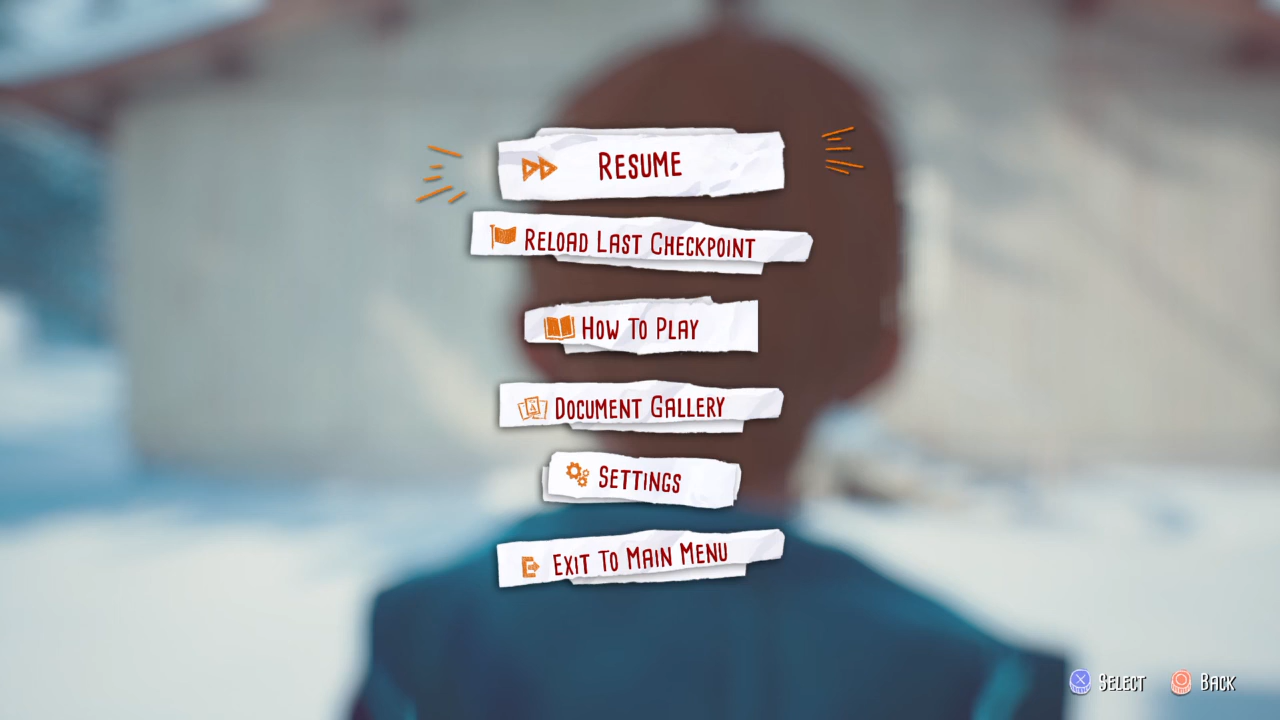 Resume
Reload Last Checkpoint
How To Play
Document Gallery
Settings
Exit To Main Menu
Select Back